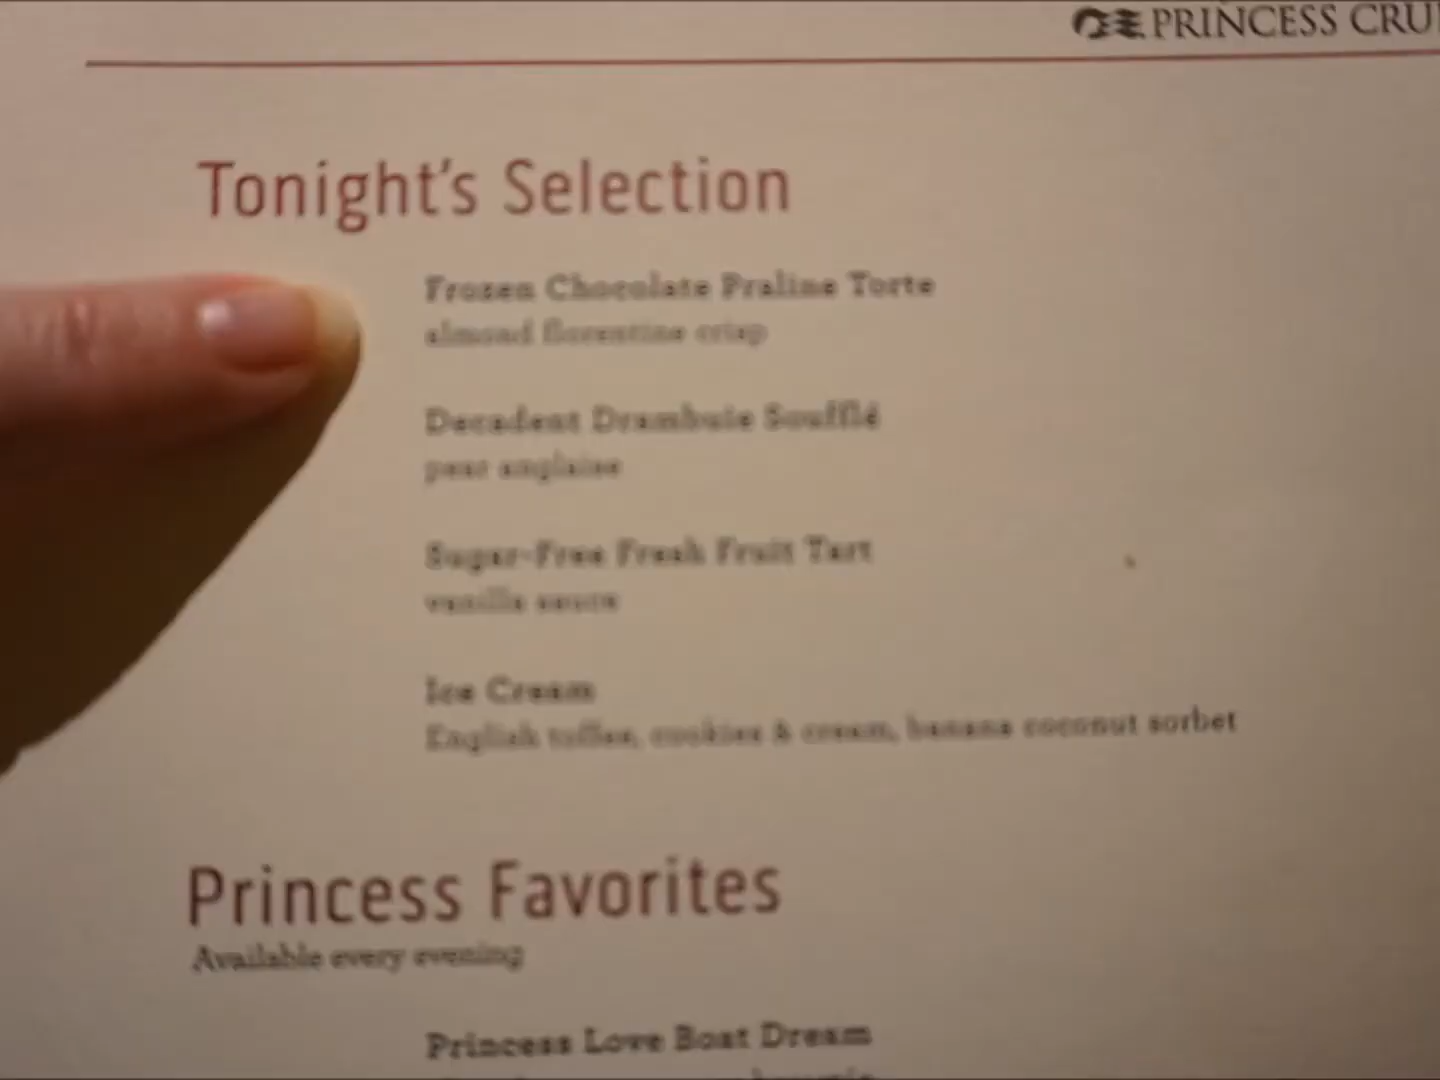 PRINCESS CRU
Tonight's Selection
Frozen Chocolate Praline Torte
almond florentine crisp
Decadent Drambuie Soufflé
pear anglaise
Sugar-Free Fresh Fruit Tart
vanilla sauce
Ice Cream
English toffee, cookies & cream, banana coconut sorbet
Princess Favorites
Available every evening
Princess Love Boat Dream